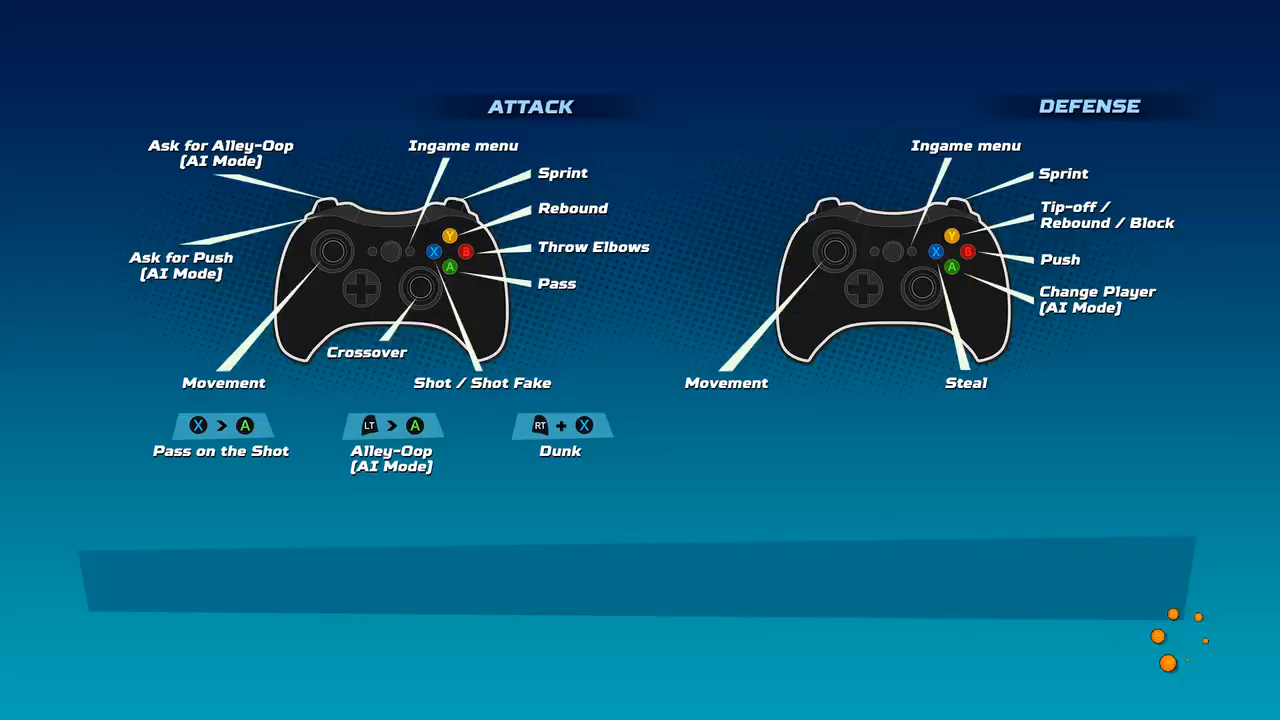 ATTACK
Ask for Alley-Oop
(AI Mode)
Ingame menu
Sprint
Rebound
Throw Elbows
Pass
Ask for Push
(AI Mode)
Y
X
B
A
Crossover
Movement
Shot / Shot Fake
X > A
Pass on the Shot
LT > A
Alley-Oop
(AI Mode)
RT + X
Dunk
DEFENSE
Ingame menu
Sprint
Tip-off /
Rebound / Block
Push
Change Player
(AI Mode)
Y
X
B
A
Movement
Steal